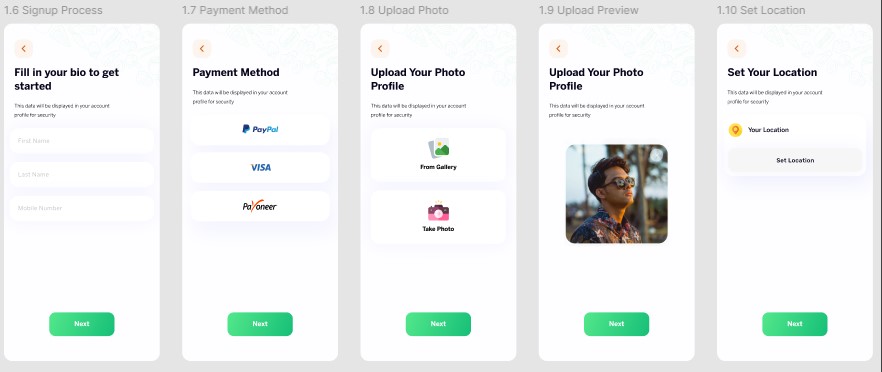 1.6 Signup Process
Fill in your bio to get
started
This data will be displayed in your account
profile for security
First Name
Last Name
Mobile Number
Next
1.7 Payment Method
Payment Method
This data will be displayed in your account
profile for security
PayPal
VISA
Payoneer
Next
1.8 Upload Photo
Upload Your Photo
Profile
This data will be displayed in your account
profile for security
From Gallery
Take Photo
Next
1.9 Upload Preview
Upload Your Photo
Profile
This data will be displayed in your account
profile for security
Next
1.10 Set Location
Set Your Location
This data will be displayed in your account
profile for security
Your Location
Set Location
Next